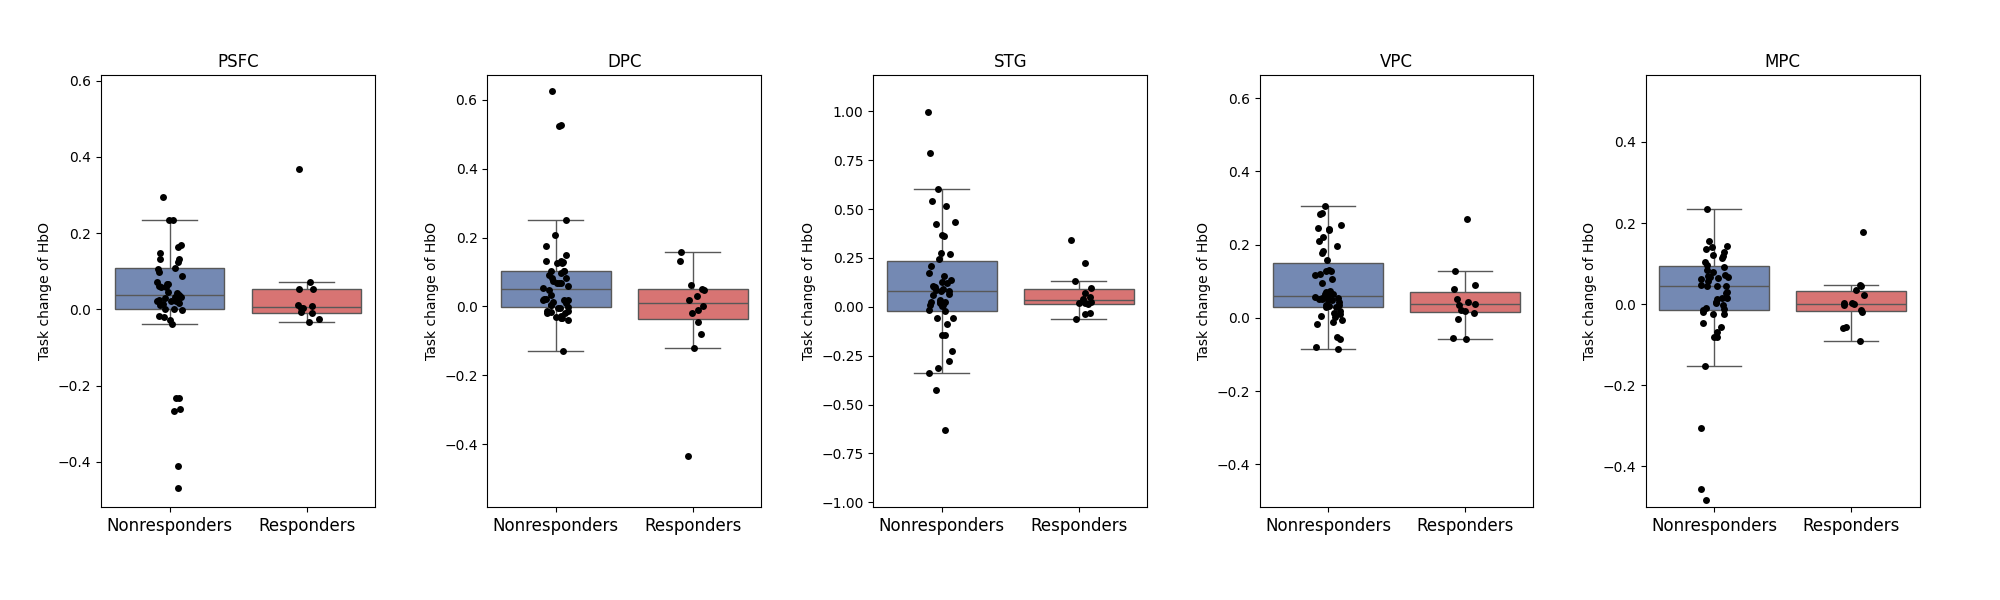 PSFC
Task change of HbO
0.6
0.4
0.2
0.0
−0.2
−0.4
Nonresponders Responders
DPC
Task change of HbO
0.6
0.4
0.2
0.0
−0.2
−0.4
Nonresponders Responders
STG
Task change of HbO
1.00
0.75
0.50
0.25
0.00
−0.25
−0.50
−0.75
−1.00
Nonresponders Responders
VPC
Task change of HbO
0.6
0.4
0.2
0.0
−0.2
−0.4
Nonresponders Responders
MPC
Task change of HbO
0.4
0.2
0.0
−0.2
−0.4
Nonresponders Responders